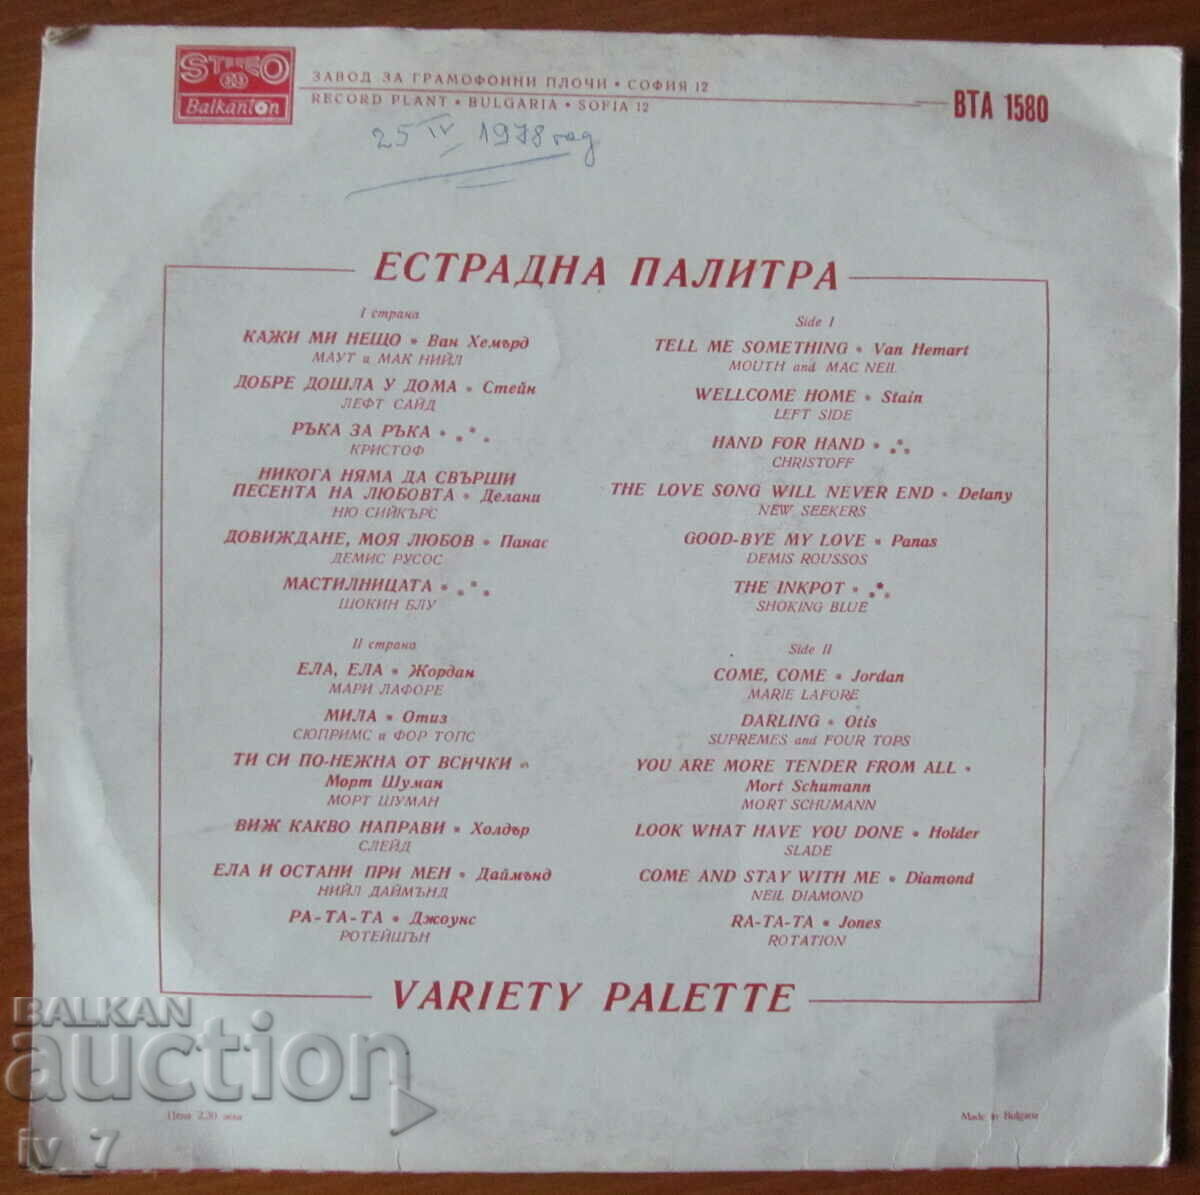 STEREO
Balkanton
ЗАВОД ЗА ГРАМОФОННИ ПЛОЧИ • СОФИЯ 12
RECORD PLANT • BULGARIA • SOFIA 12
ВТА 1580
25 IV 1978 год
ЕСТРАДНА ПАЛИТРА
I страна
КАЖИ МИ НЕЩО • Ван Хемърд
МАУТ и МАК НИЙЛ
ДОБРЕ ДОШЛА У ДОМА • Стейн
ЛЕФТ САЙД
РЪКА ЗА РЪКА •
КРИСТОФ
НИКОГА НЯМА ДА СВЪРШИ
ПЕСЕНТА НА ЛЮБОВТА • Делани
НЮ СИЙКЪРС
ДОВИЖДАНЕ, МОЯ ЛЮБОВ • Панас
ДЕМИС РУСОС
МАСТИЛНИЦАТА •
ШОКИН БЛУ
II страна
ЕЛА, ЕЛА • Жордан
МАРИ ЛАФОРЕ
МИЛА • Отиз
СЮПРИМС и ФОР ТОПС
ТИ СИ ПО-НЕЖНА ОТ ВСИЧКИ •
Морт Шуман
МОРТ ШУМАН
ВИЖ КАКВО НАПРАВИ • Холдър
СЛЕЙД
ЕЛА И ОСТАНИ ПРИ МЕН • Даймънд
НИЙЛ ДАЙМЪНД
РА-ТА-ТА • Джоунс
РОТЕЙШЪН
Side I
TELL ME SOMETHING • Van Hemart
MOUTH and MAC NEIL
WELLCOME HOME • Stain
LEFT SIDE
HAND FOR HAND •
CHRISTOFF
THE LOVE SONG WILL NEVER END • Delany
NEW SEEKERS
GOOD-BYE MY LOVE • Panas
DEMIS ROUSSOS
THE INKPOT •
SHOKING BLUE
Side II
COME, COME • Jordan
MARIE LAFORE
DARLING • Otis
SUPREMES and FOUR TOPS
YOU ARE MORE TENDER FROM ALL •
Mort Schumann
MORT SCHUMANN
LOOK WHAT HAVE YOU DONE • Holder
SLADE
COME AND STAY WITH ME • Diamond
NEIL DIAMOND
RA-TA-TA • Jones
ROTATION
VARIETY PALETTE
Цена 2,30 лева
Made in Bulgaria
BALKAN
auction
iv_7